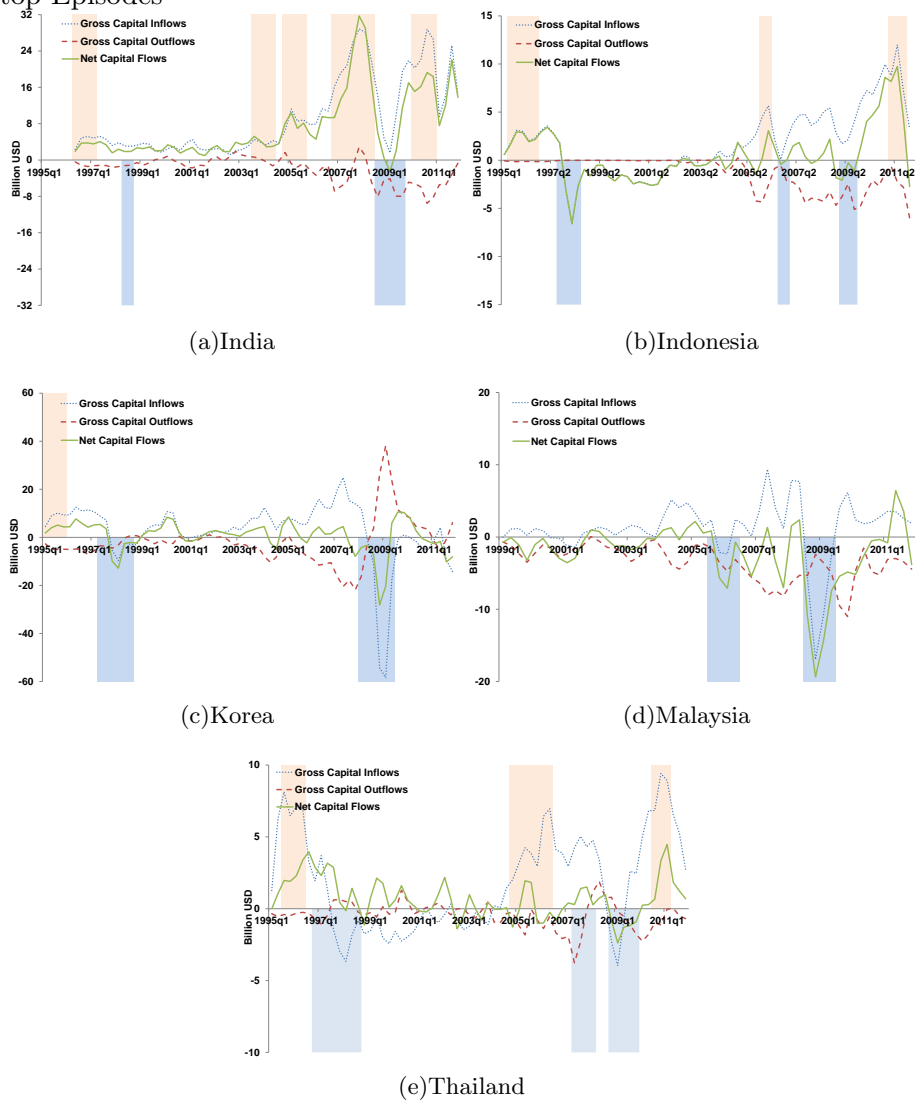 top Episodes
32
24
16
8
0
-8
-16
-24
-32
Billion USD
Gross Capital Inflows
Gross Capital Outflows
Net Capital Flows
1995q1 1997q1 1999q1 2001q1 2003q1 2005q1 2007q1 2009q1 2011q1
(a)India
15
10
5
0
-5
-10
-15
Billion USD
Gross Capital Inflows
Gross Capital Outflows
Net Capital Flows
1995q1 1997q2 1999q2 2001q2 2003q2 2005q2 2007q2 2009q2 2011q2
(b)Indonesia
60
40
20
0
-20
-40
-60
Billion USD
Gross Capital Inflows
Gross Capital Outflows
Net Capital Flows
1995q1 1997q1 1999q1 2001q1 2003q1 2005q1 2007q1 2009q1 2011q1
(c)Korea
20
10
0
-10
-20
Billion USD
Gross Capital Inflows
Gross Capital Outflows
Net Capital Flows
1999q1 2001q1 2003q1 2005q1 2007q1 2009q1 2011q1
(d)Malaysia
10
5
0
-5
-10
Billion USD
Gross Capital Inflows
Gross Capital Outflows
Net Capital Flows
1995q1 1997q1 1999q1 2001q1 2003q1 2005q1 2007q1 2009q1 2011q1
(e)Thailand